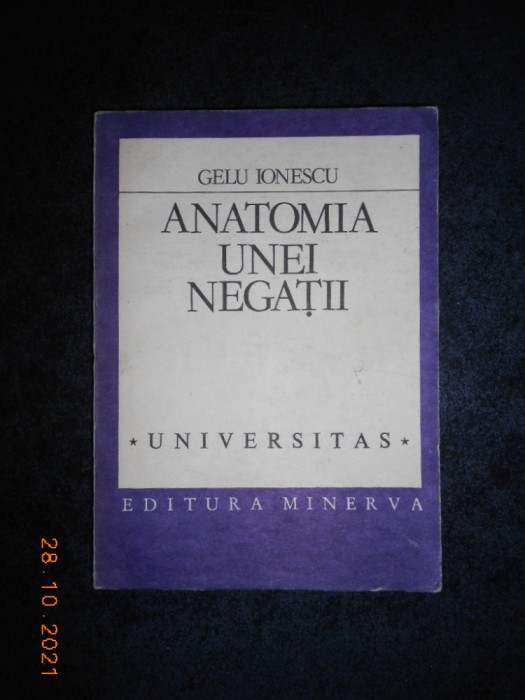 GELU IONESCU
ANATOMIA
UNEI
NEGAȚII
★ UNIVERSITAS ★
EDITURA MINERVA
28.10.2021